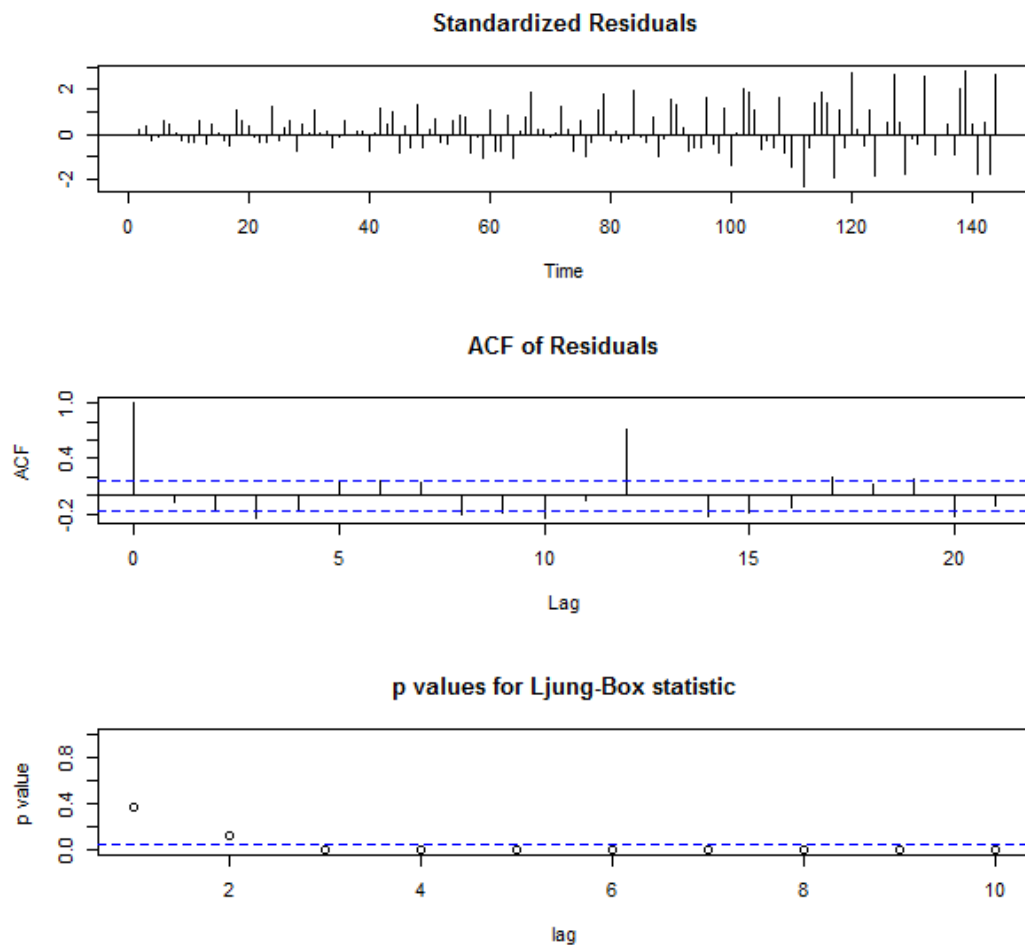 Standardized Residuals
2
0
-2
0 20 40 60 80 100 120 140
Time
ACF of Residuals
ACF
1.0
0.4
-0.2
0 5 10 15 20
Lag
p values for Ljung-Box statistic
p value
0.8
0.4
0.0
2 4 6 8 10
lag